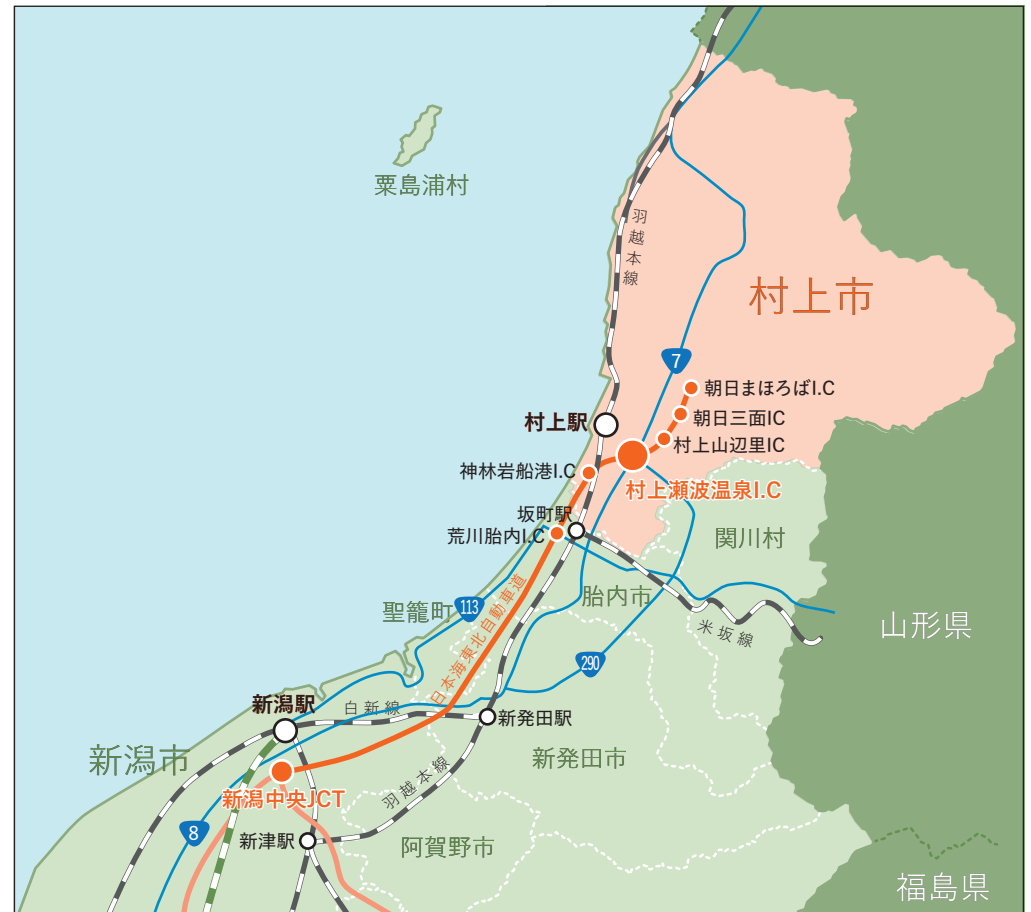 粟島浦村
羽越本線
村上市
7
朝日まほろばI.C
朝日三面IC
村上駅
村上山辺里IC
神林岩船港I.C
村上瀬波温泉I.C
坂町駅
荒川胎内I.C
関川村
胎内市
聖籠町
113
日本海東北自動車道
米坂線
山形県
290
新潟駅
白新線
新発田駅
新潟市
新発田市
羽越本線
新潟中央JCT
8
新津駅
阿賀野市
福島県